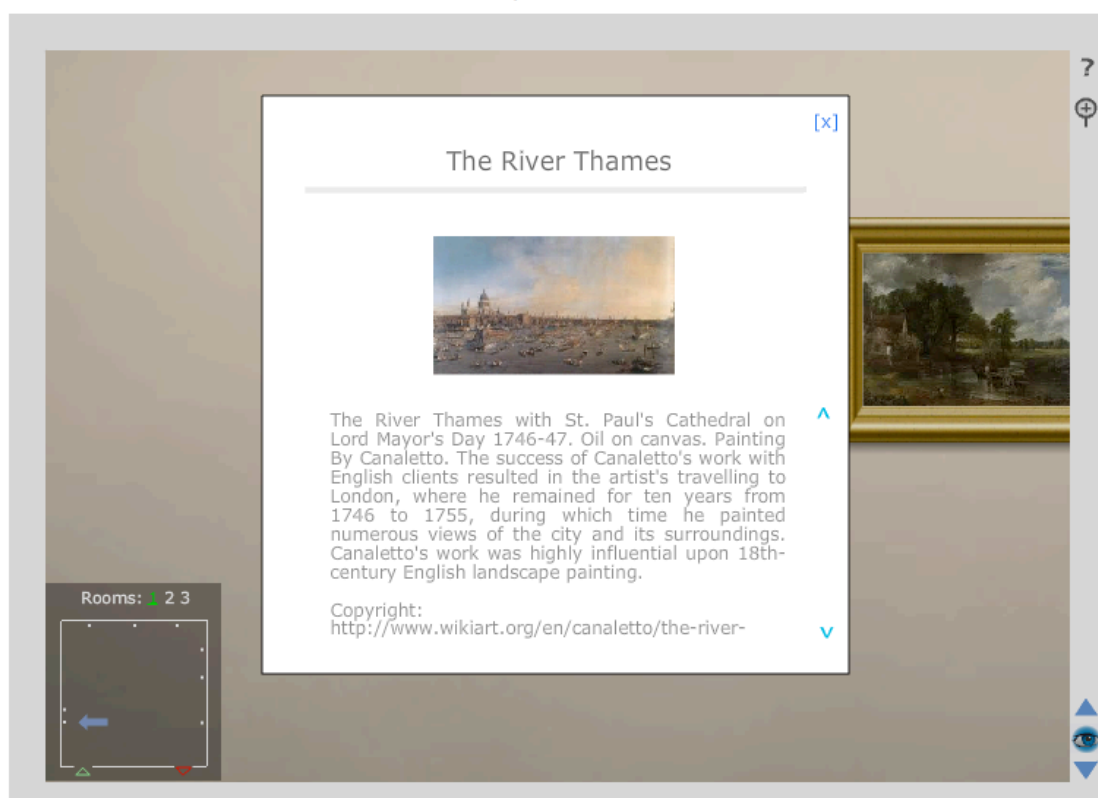 ?
[x]
The River Thames
The River Thames with St. Paul's Cathedral on
Lord Mayor's Day 1746-47. Oil on canvas. Painting
By Canaletto. The success of Canaletto's work with
English clients resulted in the artist's travelling to
London, where he remained for ten years from
1746 to 1755, during which time he painted
numerous views of the city and its surroundings.
Canaletto's work was highly influential upon 18th-
century English landscape painting.
Copyright:
http://www.wikiart.org/en/canaletto/the-river-
Rooms: 1 2 3